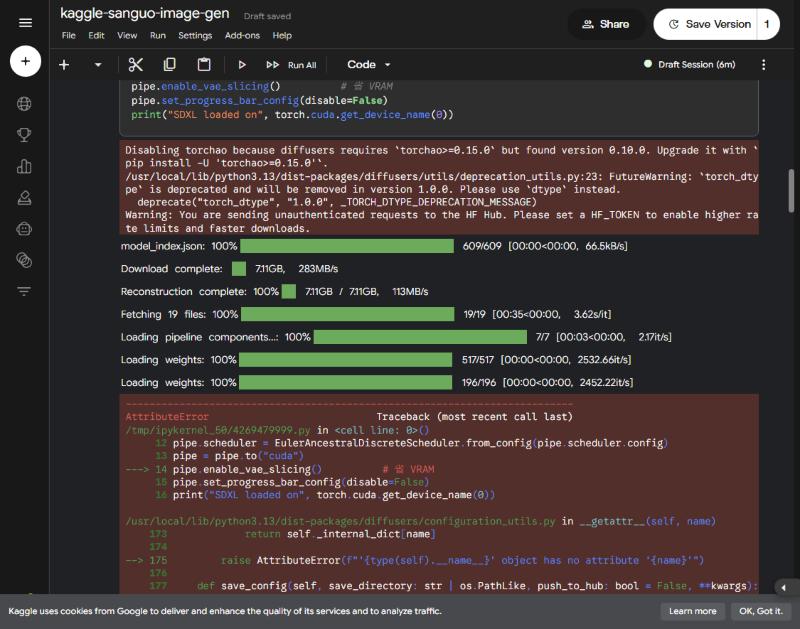 kaggle-sanguo-image-gen Draft saved
File Edit View Run Settings Add-ons Help
Share
Save Version 1
Run All Code Draft Session (6m)
pipe.enable_vae_slicing() # 省 VRAM
pipe.set_progress_bar_config(disable=False)
print("SDXL loaded on", torch.cuda.get_device_name(0))
Disabling torchao because diffusers requires `torchao>=0.15.0` but found version 0.10.0. Upgrade it with `
pip install -U 'torchao>=0.15.0'`.
/usr/local/lib/python3.13/dist-packages/diffusers/utils/deprecation_utils.py:23: FutureWarning: `torch_dty
pe` is deprecated and will be removed in version 1.0.0. Please use `dtype` instead.
deprecate("torch_dtype", "1.0.0", _TORCH_DTYPE_DEPRECATION_MESSAGE)
Warning: You are sending unauthenticated requests to the HF Hub. Please set a HF_TOKEN to enable higher ra
te limits and faster downloads.
model_index.json: 100% 609/609 [00:00<00:00, 66.5kB/s]
Download complete: 7.11GB, 283MB/s
Reconstruction complete: 100% 7.11GB / 7.11GB, 113MB/s
Fetching 19 files: 100% 19/19 [00:35<00:00, 3.62s/it]
Loading pipeline components...: 100% 7/7 [00:03<00:00, 2.17it/s]
Loading weights: 100% 517/517 [00:00<00:00, 2532.66it/s]
Loading weights: 100% 196/196 [00:00<00:00, 2452.22it/s]
---------------------------------------------------------------------------
AttributeError Traceback (most recent call last)
/tmp/ipykernel_50/4269479999.py in <cell line: 0>()
12 pipe.scheduler = EulerAncestralDiscreteScheduler.from_config(pipe.scheduler.config)
13 pipe = pipe.to("cuda")
---> 14 pipe.enable_vae_slicing() # 省 VRAM
15 pipe.set_progress_bar_config(disable=False)
16 print("SDXL loaded on", torch.cuda.get_device_name(0))
/usr/local/lib/python3.13/dist-packages/diffusers/configuration_utils.py in __getattr__(self, name)
173 return self._internal_dict[name]
174
--> 175 raise AttributeError(f"'{type(self).__name__}' object has no attribute '{name}'")
176
177 def save_config(self, save_directory: str | os.PathLike, push_to_hub: bool = False, **kwargs):
Kaggle uses cookies from Google to deliver and enhance the quality of its services and to analyze traffic.
Learn more
OK, Got it.